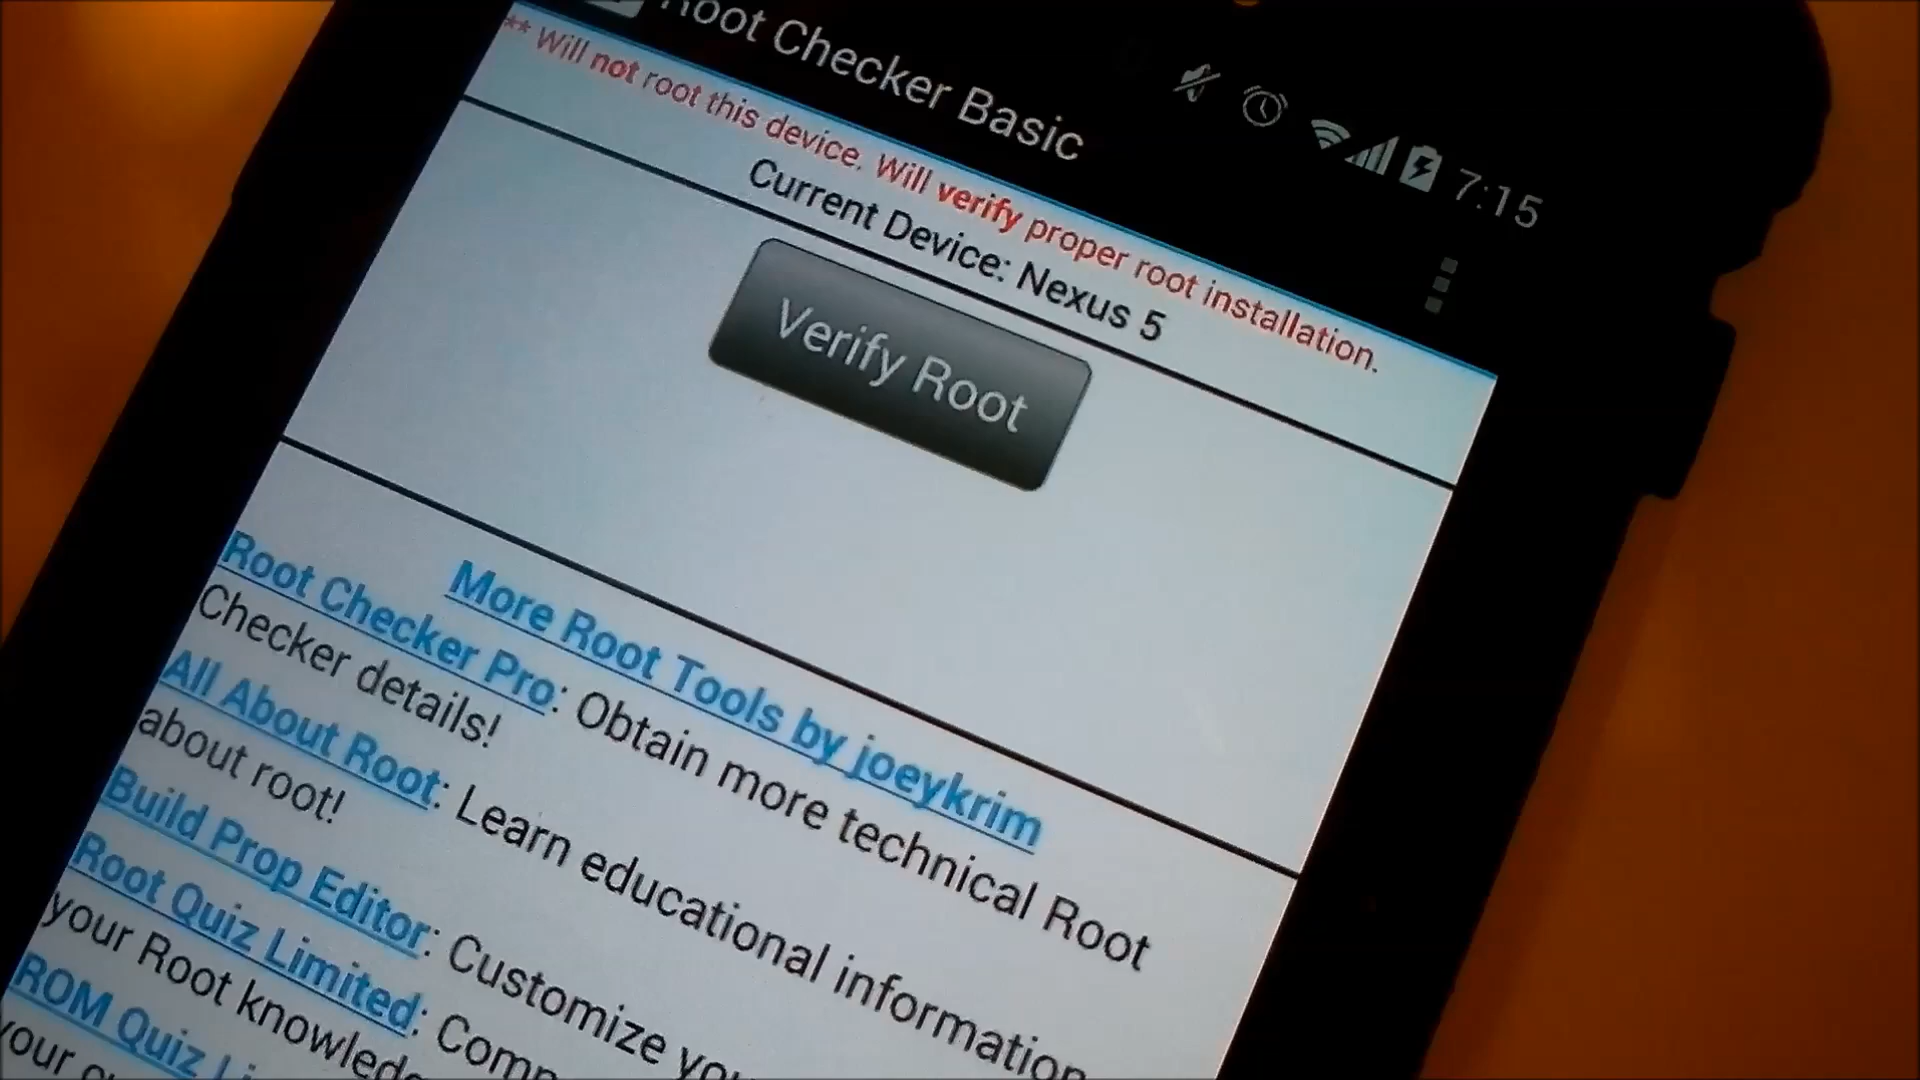 Root Checker Basic
7:15
** Will not root this device. Will verify proper root installation.
Current Device: Nexus 5
Verify Root
More Root Tools by joeykrim
Root Checker Pro: Obtain more technical Root
Checker details!
All About Root: Learn educational information
about root!
Build Prop Editor: Customize
Root Quiz Limited:
your Root
ROM Quiz